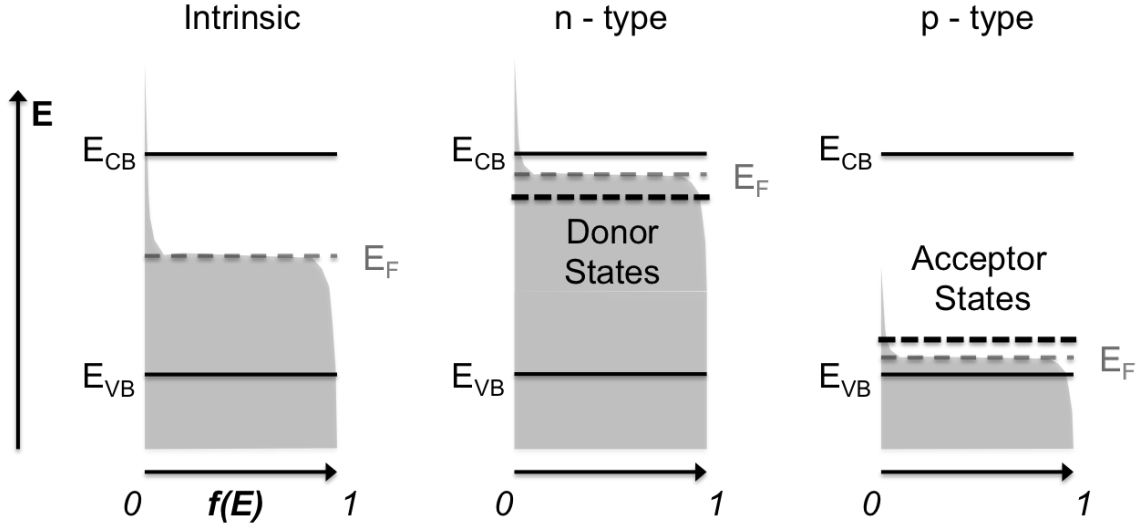 Intrinsic
n - type
p - type
E
E_CB
E_F
E_VB
0 f(E) 1
E_CB
E_F
Donor
States
E_VB
0 1
E_CB
Acceptor
States
E_F
E_VB
0 1